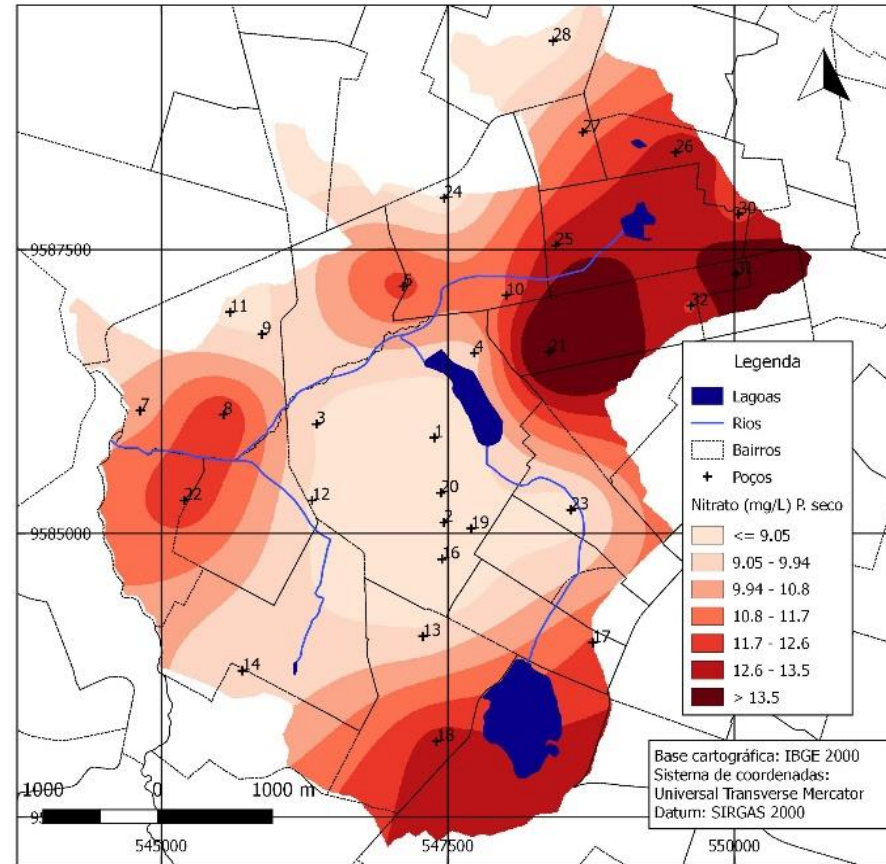 28
27
26
24
30
9587500
25
31
5
10
32
11
9
4
21
Legenda
Lagoas
Rios
Bairros
Poços
Nitrato (mg/L) P. seco
<= 9.05
9.05 - 9.94
9.94 - 10.8
10.8 - 11.7
11.7 - 12.6
12.6 - 13.5
> 13.5
7
8
3
1
22
12
20
23
2
19
9585000
16
13
17
14
18
Base cartográfica: IBGE 2000
Sistema de coordenadas:
Universal Transverse Mercator
Datum: SIRGAS 2000
1000 0 1000 m
545000 547500 550000